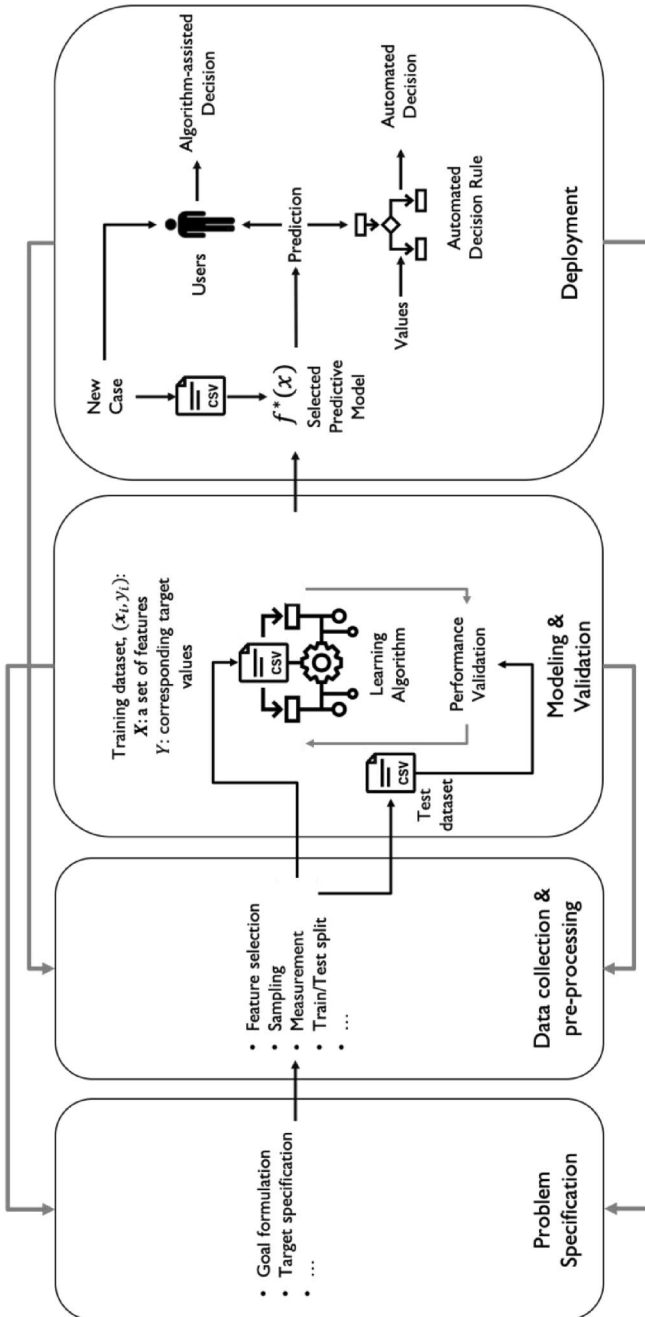 Goal formulation
Target specification
…
Problem
Specification
Feature selection
Sampling
Measurement
Train/Test split
…
Data collection &
pre-processing
Training dataset, (xᵢ, yᵢ):
X: a set of features
Y: corresponding target
values
CSV
Learning
Algorithm
Performance
Validation
CSV
Test
dataset
Modeling &
Validation
New
Case
CSV
f*(x)
Selected
Predictive
Model
Users
Algorithm-assisted
Decision
Prediction
Values
Automated
Decision Rule
Automated
Decision
Deployment